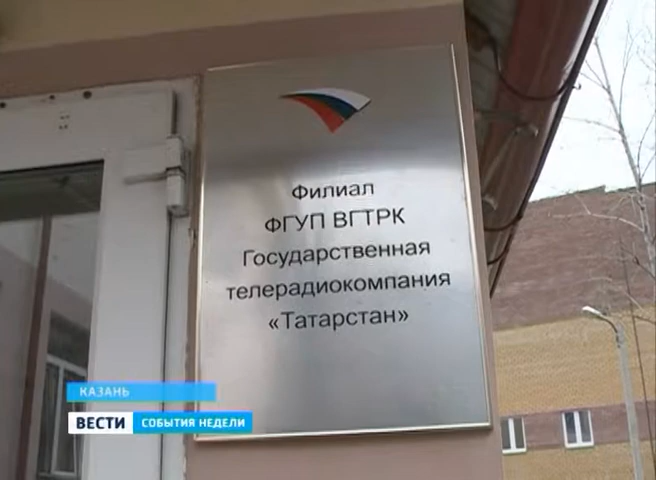 Филиал
ФГУП ВГТРК
Государственная
телерадиокомпания
«Татарстан»
КАЗАНЬ
ВЕСТИ СОБЫТИЯ НЕДЕЛИ